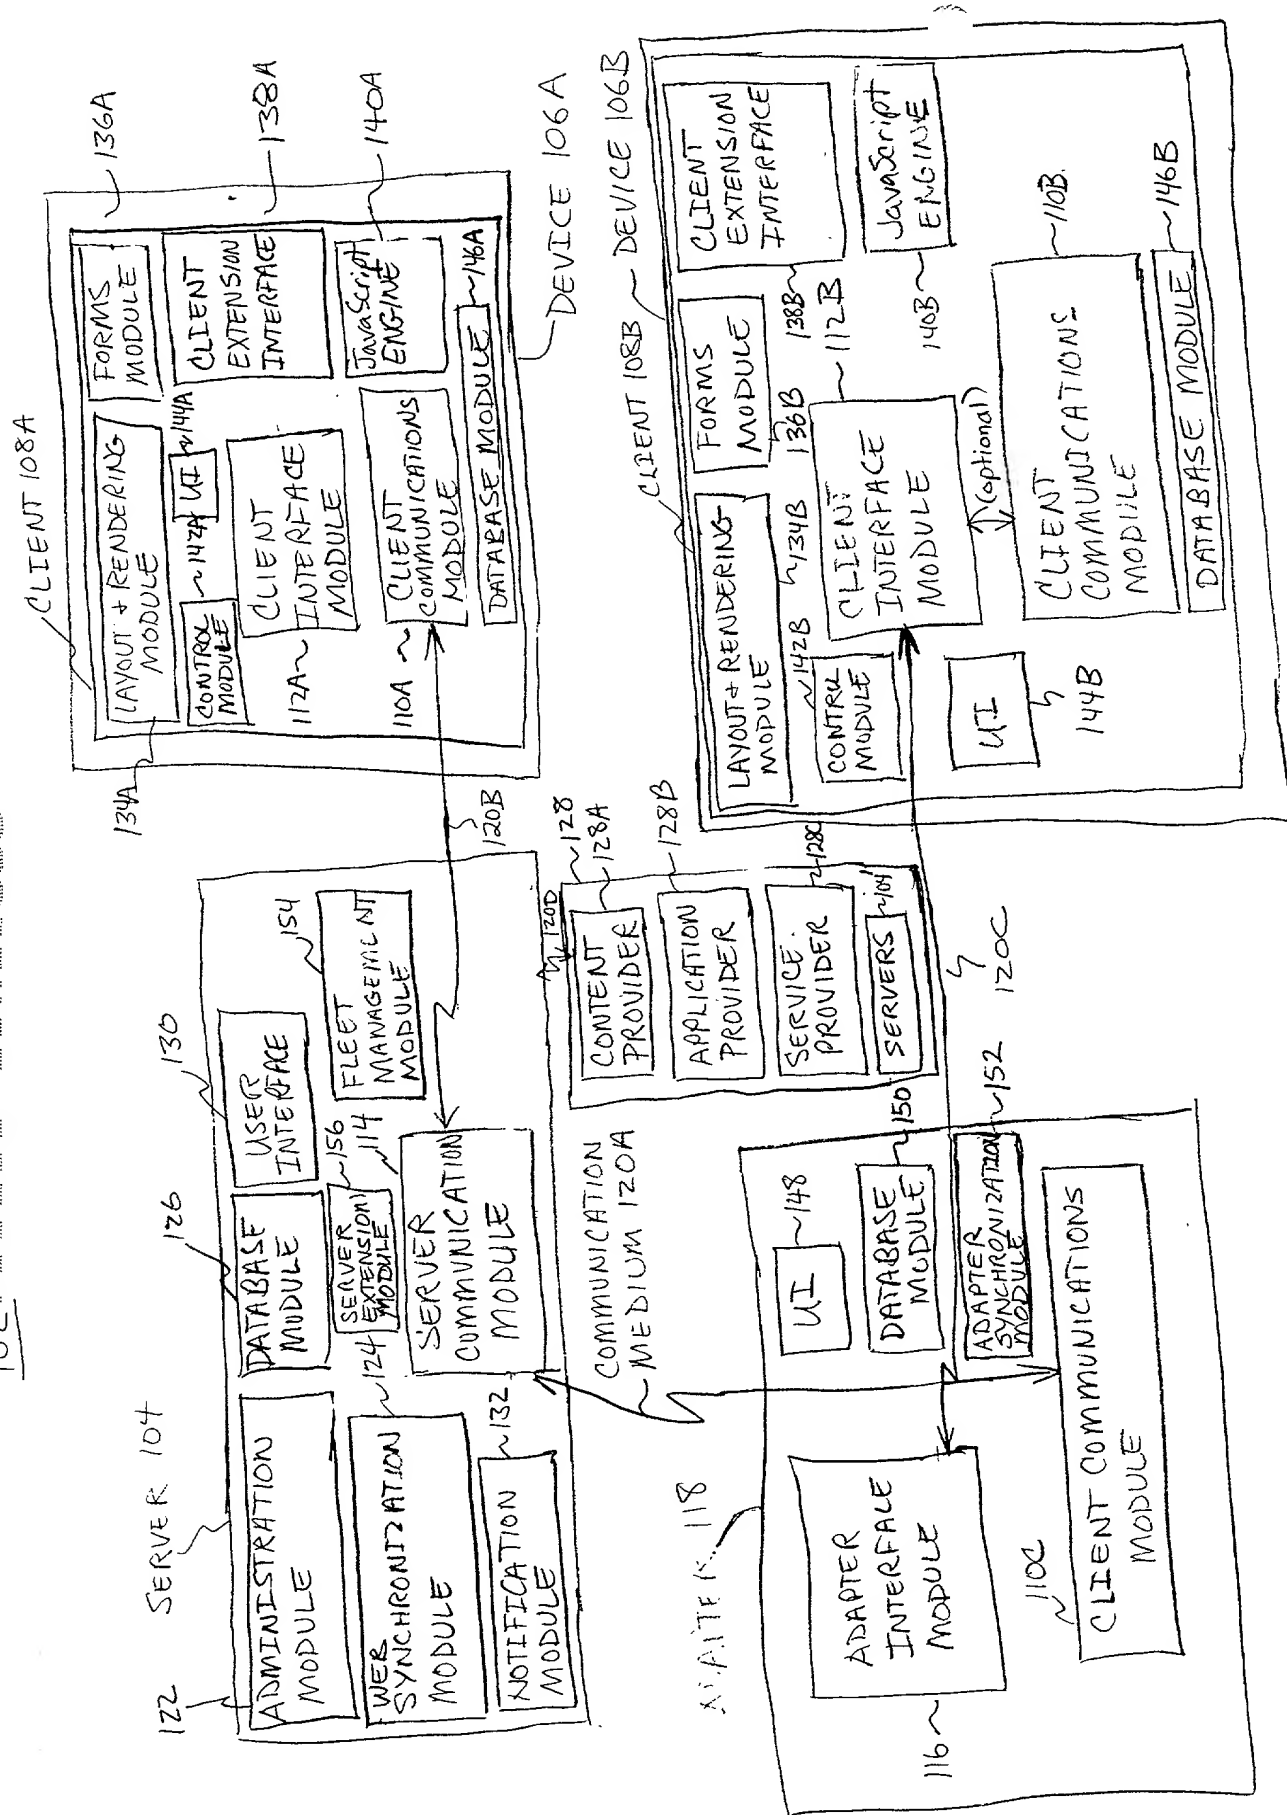 102
SERVER 104
122
ADMINISTRATION
MODULE
126
DATABASE
MODULE
130
USER
INTERFACE
154
FLEET
MANAGEMENT
MODULE
WEB
SYNCHRONIZATION
MODULE
124
SERVER
EXTENSION
MODULE
156
114
NOTIFICATION
MODULE
132
SERVER
COMMUNICATION
MODULE
120B
COMMUNICATION
MEDIUM 120A
CLIENT 108A
134A
LAYOUT + RENDERING
MODULE
FORMS
MODULE
136A
CONTROL
MODULE
142A
UI
144A
CLIENT
EXTENSION
INTERFACE
138A
112A
CLIENT
INTERFACE
MODULE
JavaScript
ENGINE
140A
110A
CLIENT
COMMUNICATIONS
MODULE
DATABASE MODULE
146A
DEVICE 106A
120D
128
CONTENT
PROVIDER
128A
APPLICATION
PROVIDER
128B
SERVICE
PROVIDER
128C
SERVERS
104
120C
118
116
ADAPTER
INTERFALE
MODULE
UI
148
DATABASE
MODULE
150
ADAPTER
SYNCHRONIZATION
MODULE
152
110C
CLIENT COMMUNICATIONS
MODULE
CLIENT 108B
DEVICE 106B
LAYOUT + RENDERING
MODULE
134B
FORMS
MODULE
136B
CLIENT
EXTENSION
INTERFACE
138B
142B
CONTRL
MODULE
CLIENT
INTERFACE
MODULE
112B
JavaScript
ENGINE
140B
(optional)
UI
144B
CLIENT
COMMUNICATIONS
MODULE
110B
DATABASE MODULE
146B